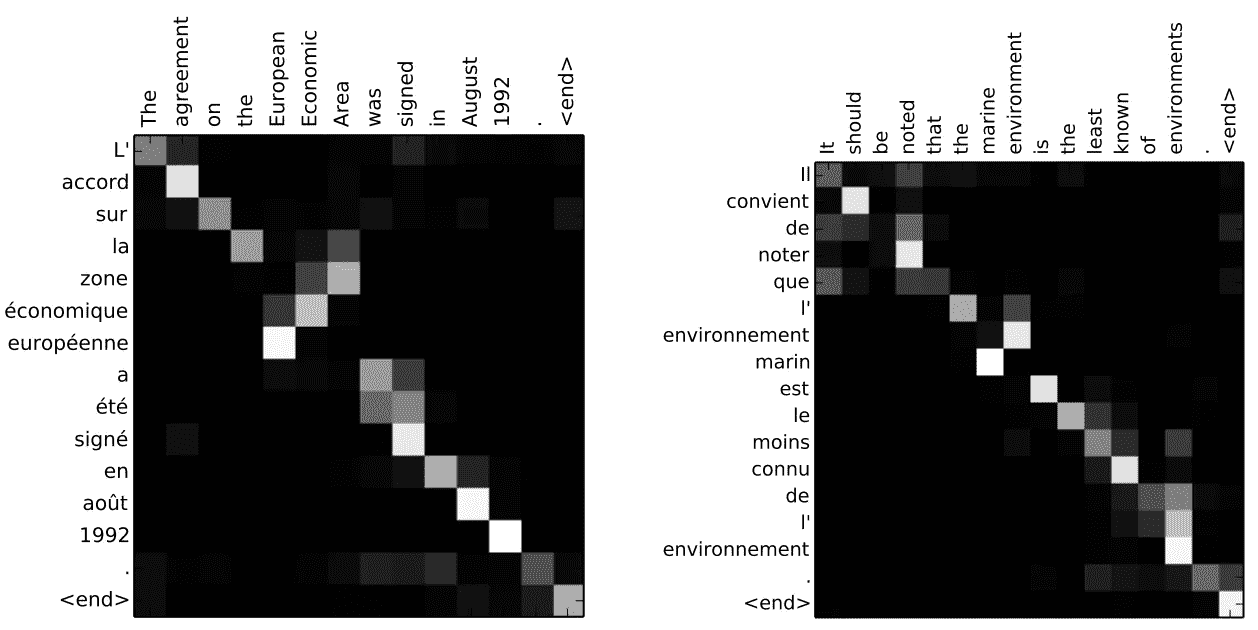 The agreement on the European Economic Area was signed in August 1992 . <end>
L'
accord
sur
la
zone
économique
européenne
a
été
signé
en
août
1992
.
<end>
It should be noted that the marine environment is the least known of environments . <end>
Il
convient
de
noter
que
l'
environnement
marin
est
le
moins
connu
de
l'
environnement
.
<end>